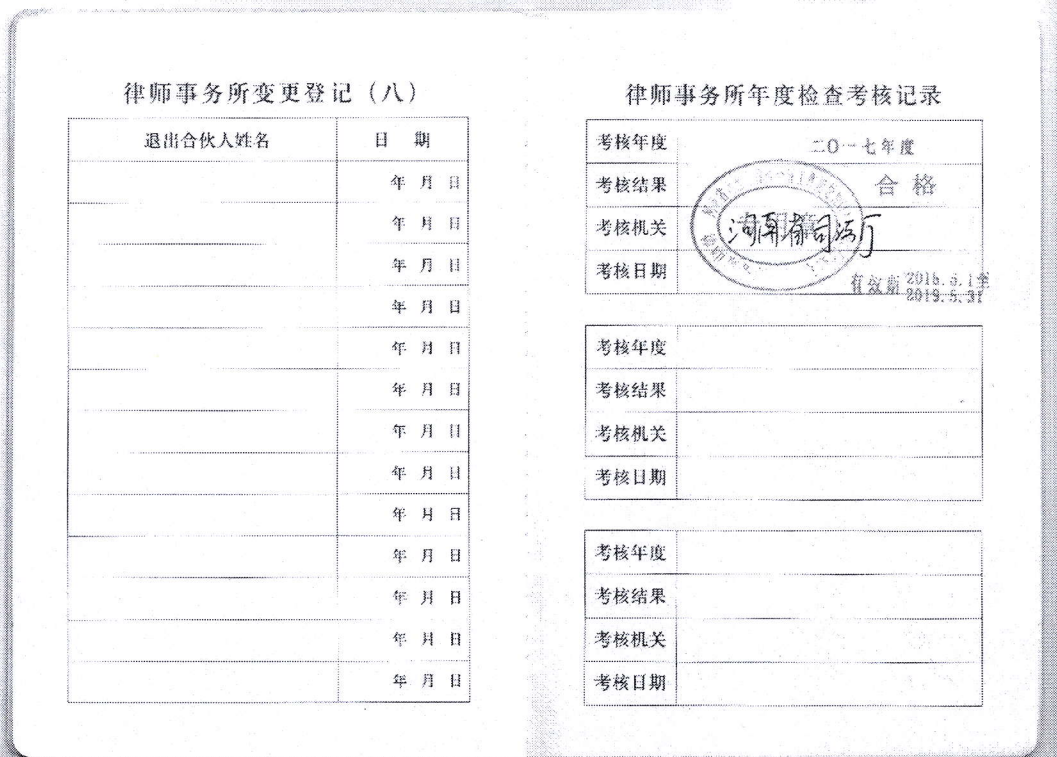 律师事务所变更登记（八）
退出合伙人姓名 日 期
年 月 日
年 月 日
年 月 日
年 月 日
年 月 日
年 月 日
年 月 日
年 月 日
年 月 日
年 月 日
年 月 日
年 月 日
年 月 日
律师事务所年度检查考核记录
考核年度 二0一七年度
考核结果 合格
考核机关 河南省司法厅
考核日期
有效期
2019.5.31
考核年度
考核结果
考核机关
考核日期
考核年度
考核结果
考核机关
考核日期